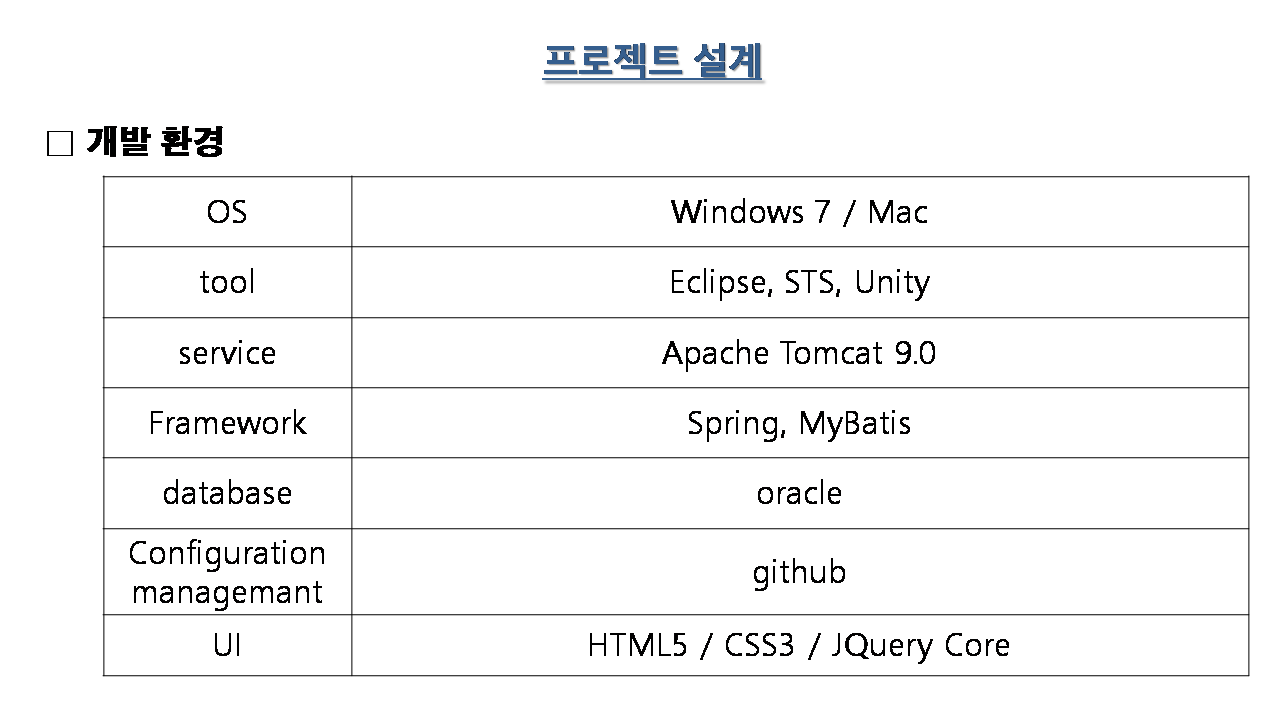 프로젝트 설계
□ 개발 환경
OS
Windows 7 / Mac
tool
Eclipse, STS, Unity
service
Apache Tomcat 9.0
Framework
Spring, MyBatis
database
oracle
Configuration
managemant
github
UI
HTML5 / CSS3 / JQuery Core